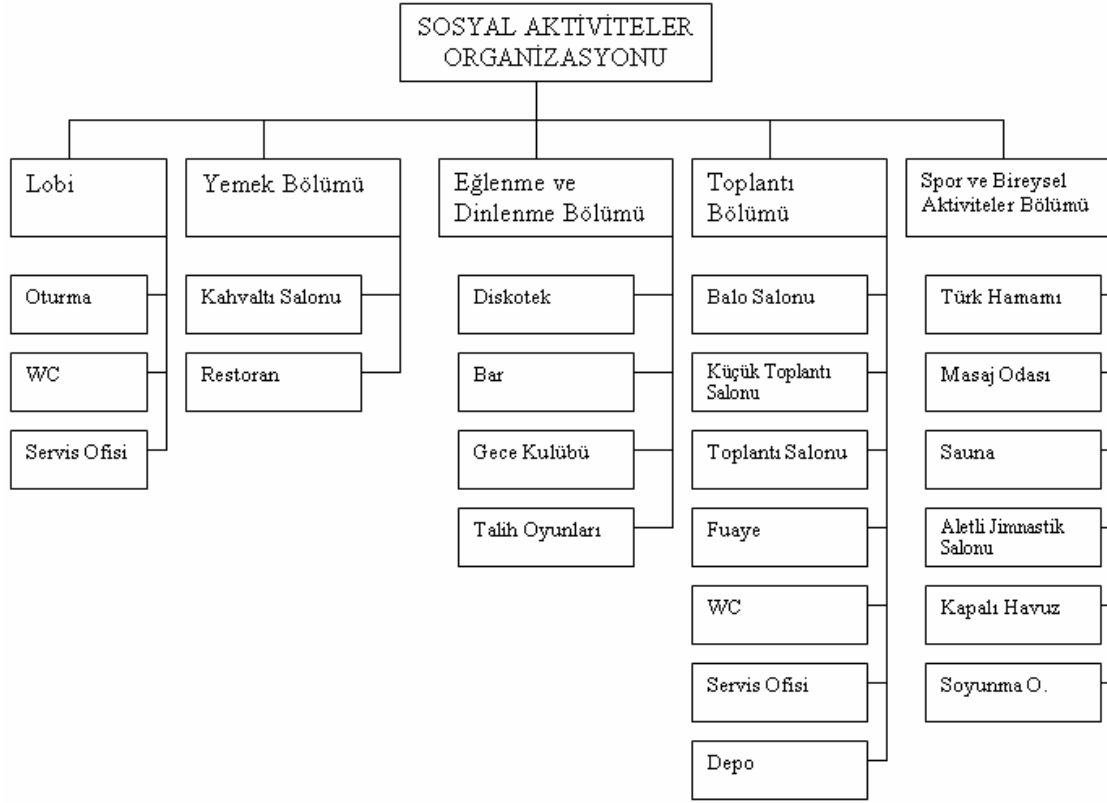 SOSYAL AKTİVİTELER
ORGANİZASYONU
Lobi
Oturma
WC
Servis Ofisi
Yemek Bölümü
Kahvaltı Salonu
Restoran
Eğlenme ve
Dinlenme Bölümü
Diskotek
Bar
Gece Kulübü
Talih Oyunları
Toplantı
Bölümü
Balo Salonu
Küçük Toplantı
Salonu
Toplantı Salonu
Fuaye
WC
Servis Ofisi
Depo
Spor ve Bireysel
Aktiviteler Bölümü
Türk Hamamı
Masaj Odası
Sauna
Aletli Jimnastik
Salonu
Kapalı Havuz
Soyunma O.